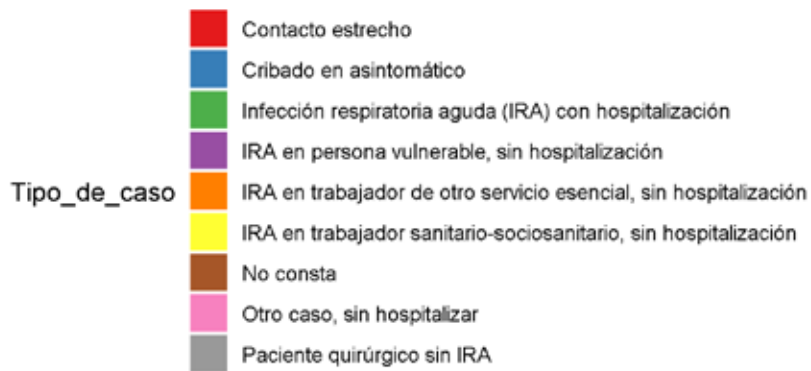 Contacto estrecho
Cribado en asintomático
Infección respiratoria aguda (IRA) con hospitalización
IRA en persona vulnerable, sin hospitalización
Tipo_de_caso
IRA en trabajador de otro servicio esencial, sin hospitalización
IRA en trabajador sanitario-sociosanitario, sin hospitalización
No consta
Otro caso, sin hospitalizar
Paciente quirúrgico sin IRA